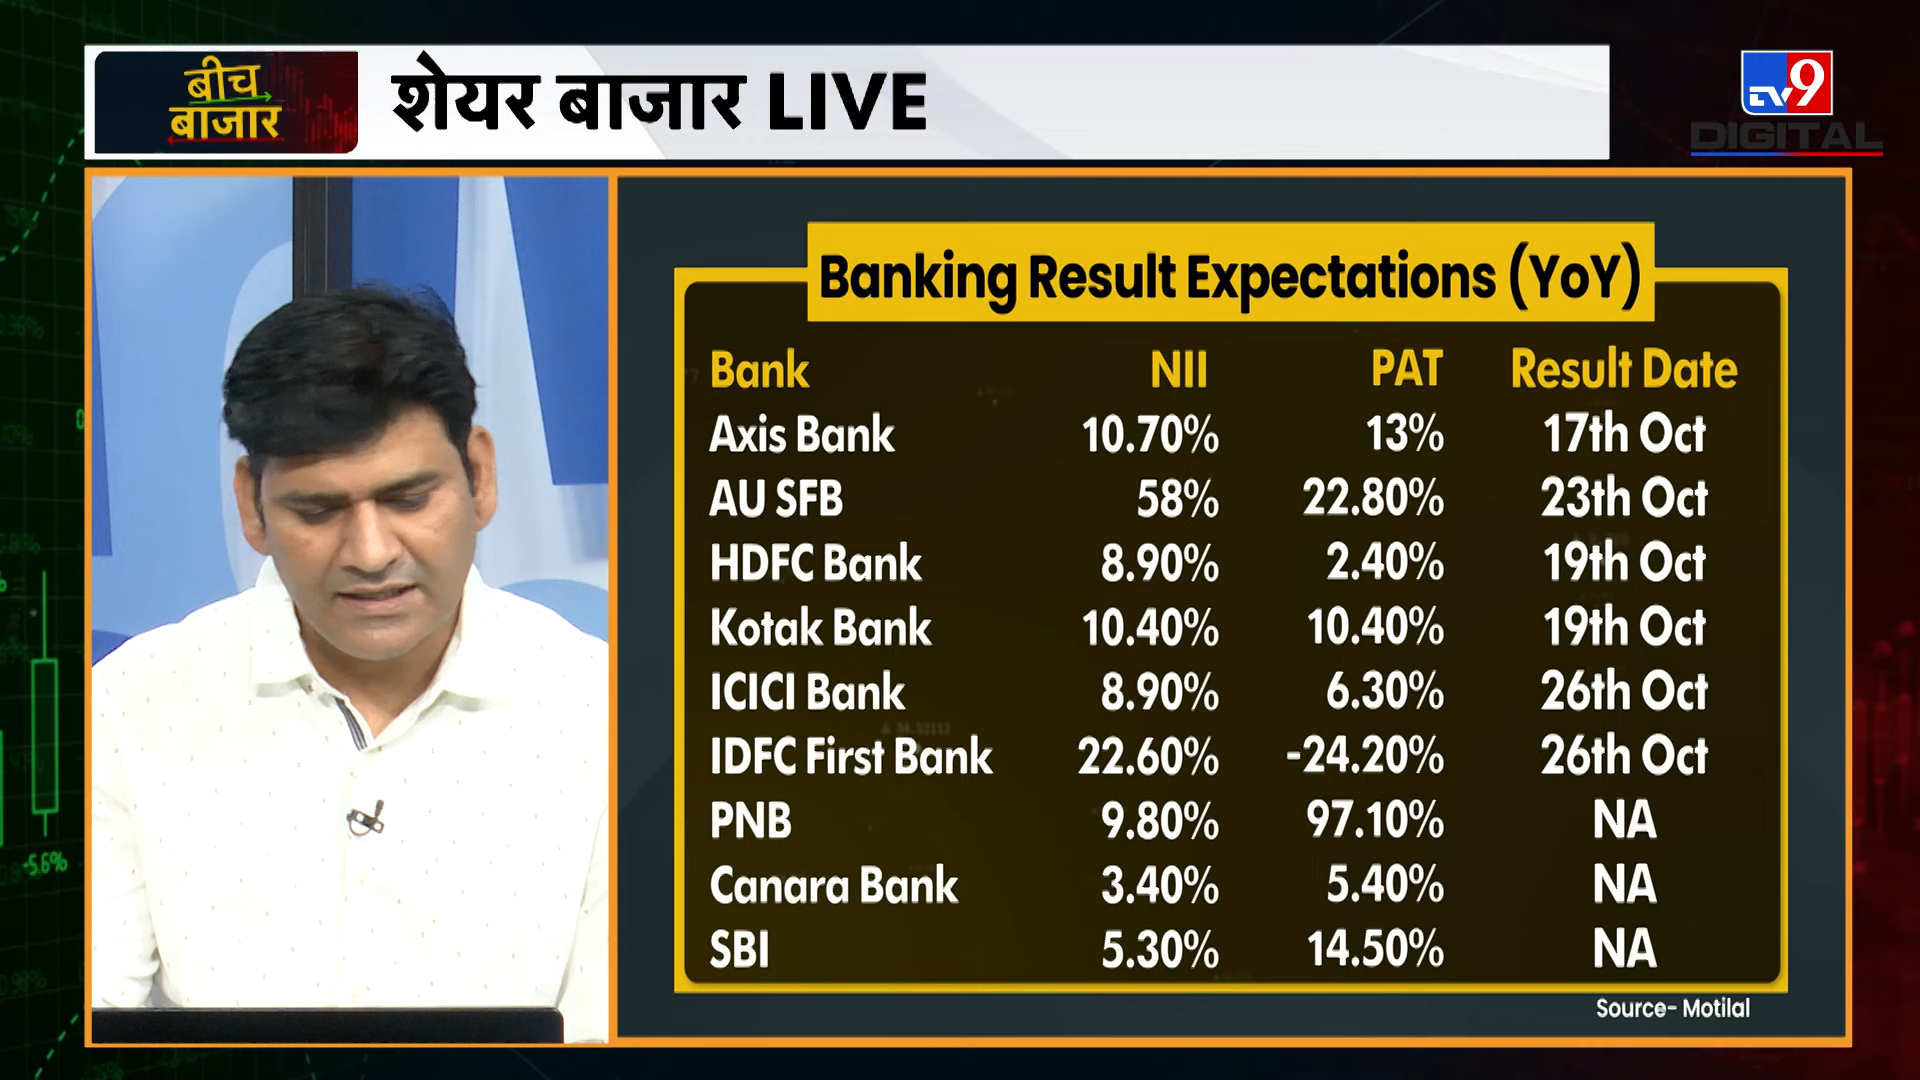 बीच
बाजार
शेयर बाजार LIVE
TV9
DIGITAL
Banking Result Expectations (YoY)
Bank NII PAT Result Date
Axis Bank 10.70% 13% 17th Oct
AU SFB 58% 22.80% 23th Oct
HDFC Bank 8.90% 2.40% 19th Oct
Kotak Bank 10.40% 10.40% 19th Oct
ICICI Bank 8.90% 6.30% 26th Oct
IDFC First Bank 22.60% -24.20% 26th Oct
PNB 9.80% 97.10% NA
Canara Bank 3.40% 5.40% NA
SBI 5.30% 14.50% NA
Source- Motilal
-5.6%